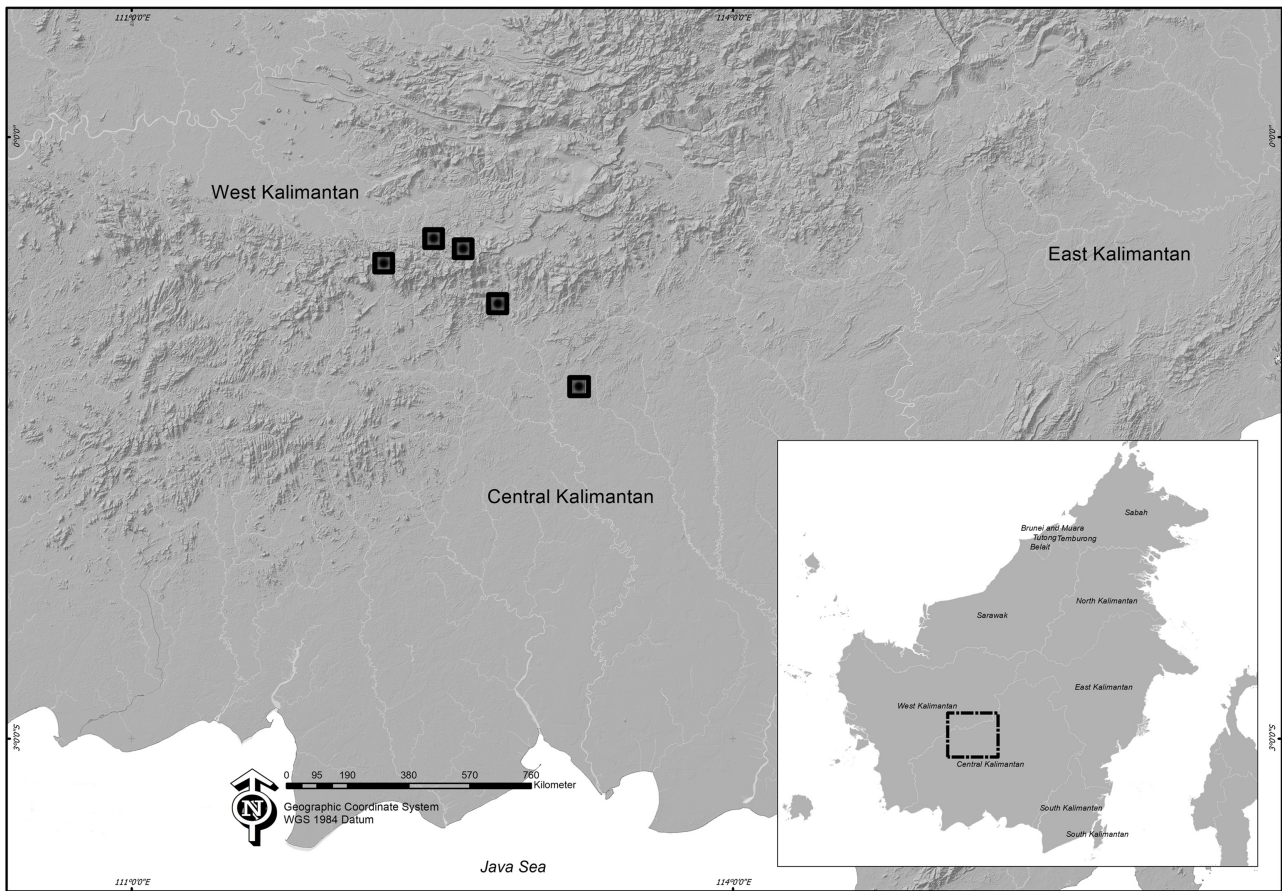 111°0'0"E
114°0'0"E
0°0'0"
0°0'0"
West Kalimantan
East Kalimantan
Central Kalimantan
Sabah
Brunei and Muara
Tutong
Temburong
Belait
North Kalimantan
Sarawak
East Kalimantan
West Kalimantan
Central Kalimantan
South Kalimantan
South Kalimantan
3°0'0"S
3°0'0"S
0 95 190 380 570 760
Kilometer
N
Geographic Coordinate System
WGS 1984 Datum
Java Sea
111°0'0"E
114°0'0"E